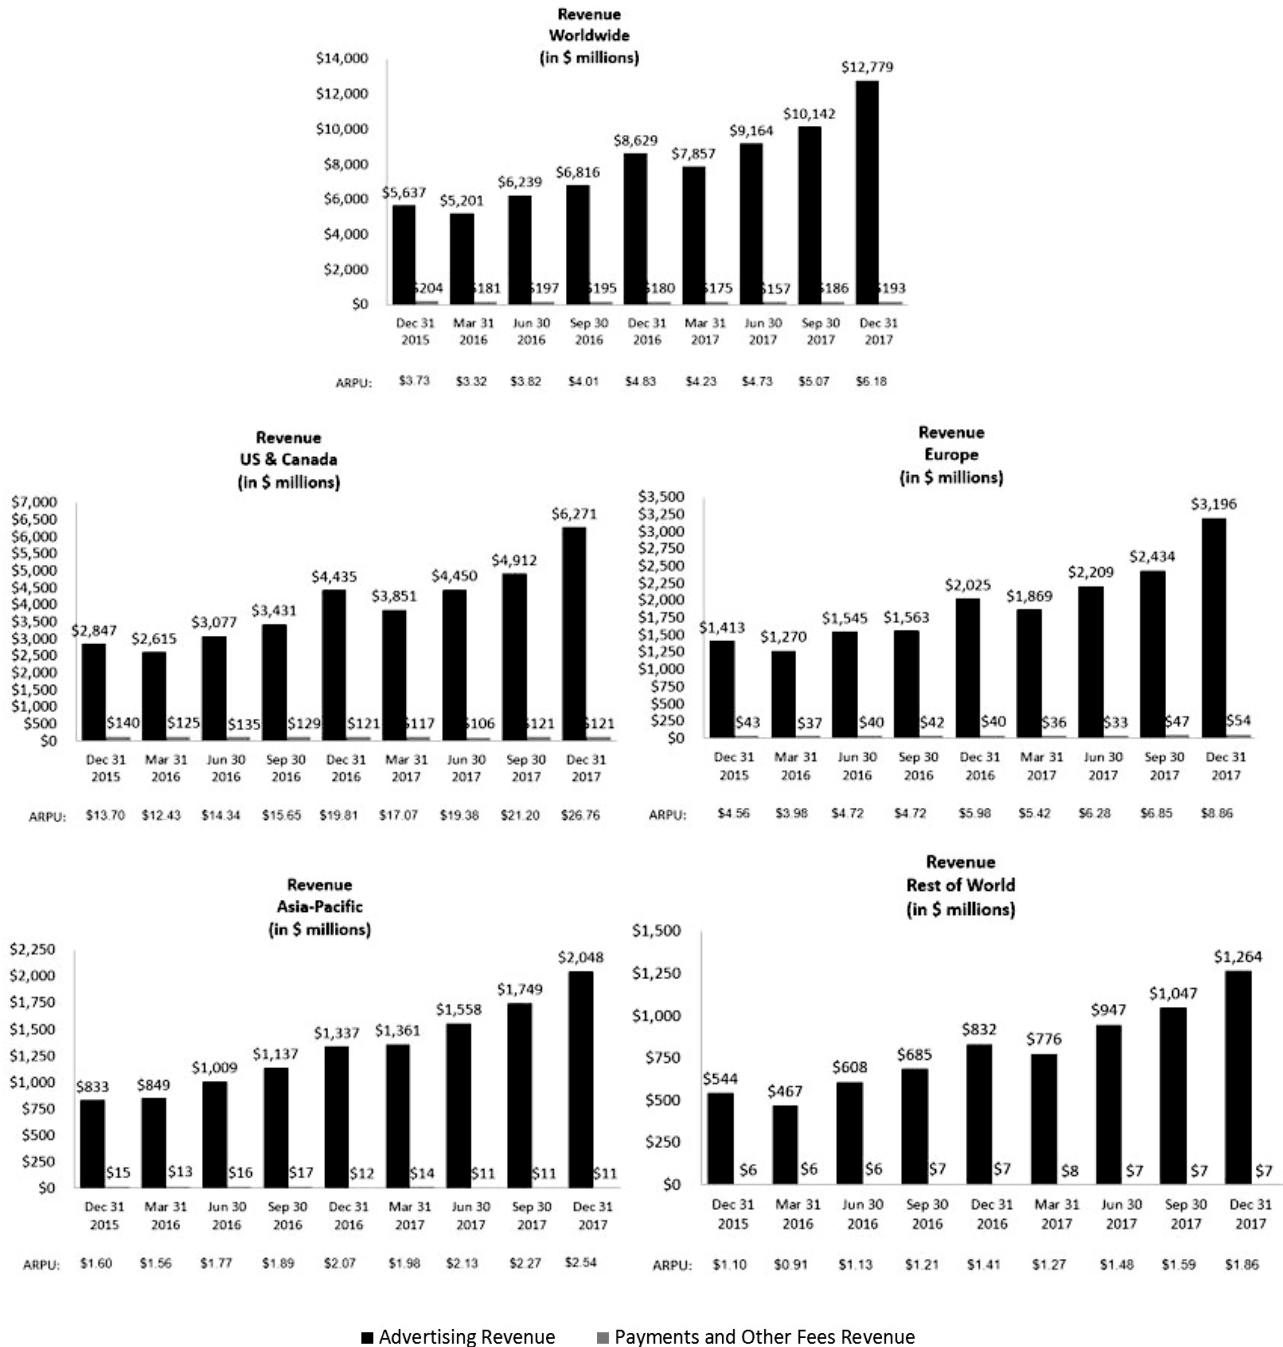 Revenue
Worldwide
(in $ millions)
$14,000
$12,000
$10,000
$8,000
$6,000
$4,000
$2,000
$0
$5,637 $5,201 $6,239 $6,816 $8,629 $7,857 $9,164 $10,142 $12,779
$204 $181 $197 $195 $180 $175 $157 $186 $193
Dec 31 Mar 31 Jun 30 Sep 30 Dec 31 Mar 31 Jun 30 Sep 30 Dec 31
2015 2016 2016 2016 2016 2017 2017 2017 2017
ARPU: $3.73 $3.32 $3.82 $4.01 $4.83 $4.23 $4.73 $5.07 $6.18
Revenue
US & Canada
(in $ millions)
$7,000
$6,500
$6,000
$5,500
$5,000
$4,500
$4,000
$3,500
$3,000
$2,500
$2,000
$1,500
$1,000
$500
$0
$2,847 $2,615 $3,077 $3,431 $4,435 $3,851 $4,450 $4,912 $6,271
$140 $125 $135 $129 $121 $117 $106 $121 $121
Dec 31 Mar 31 Jun 30 Sep 30 Dec 31 Mar 31 Jun 30 Sep 30 Dec 31
2015 2016 2016 2016 2016 2017 2017 2017 2017
ARPU: $13.70 $12.43 $14.34 $15.65 $19.81 $17.07 $19.38 $21.20 $26.76
Revenue
Europe
(in $ millions)
$3,500
$3,250
$3,000
$2,750
$2,500
$2,250
$2,000
$1,750
$1,500
$1,250
$1,000
$750
$500
$250
$0
$1,413 $1,270 $1,545 $1,563 $2,025 $1,869 $2,209 $2,434 $3,196
$43 $37 $40 $42 $40 $36 $33 $47 $54
Dec 31 Mar 31 Jun 30 Sep 30 Dec 31 Mar 31 Jun 30 Sep 30 Dec 31
2015 2016 2016 2016 2016 2017 2017 2017 2017
ARPU: $4.56 $3.98 $4.72 $4.72 $5.98 $5.42 $6.28 $6.85 $8.86
Revenue
Asia-Pacific
(in $ millions)
$2,250
$2,000
$1,750
$1,500
$1,250
$1,000
$750
$500
$250
$0
$833 $849 $1,009 $1,137 $1,337 $1,361 $1,558 $1,749 $2,048
$15 $13 $16 $17 $12 $14 $11 $11 $11
Dec 31 Mar 31 Jun 30 Sep 30 Dec 31 Mar 31 Jun 30 Sep 30 Dec 31
2015 2016 2016 2016 2016 2017 2017 2017 2017
ARPU: $1.60 $1.56 $1.77 $1.89 $2.07 $1.98 $2.13 $2.27 $2.54
Revenue
Rest of World
(in $ millions)
$1,500
$1,250
$1,000
$750
$500
$250
$0
$544 $467 $608 $685 $832 $776 $947 $1,047 $1,264
$6 $6 $6 $7 $7 $8 $7 $7 $7
Dec 31 Mar 31 Jun 30 Sep 30 Dec 31 Mar 31 Jun 30 Sep 30 Dec 31
2015 2016 2016 2016 2016 2017 2017 2017 2017
ARPU: $1.10 $0.91 $1.13 $1.21 $1.41 $1.27 $1.48 $1.59 $1.86
Advertising Revenue Payments and Other Fees Revenue